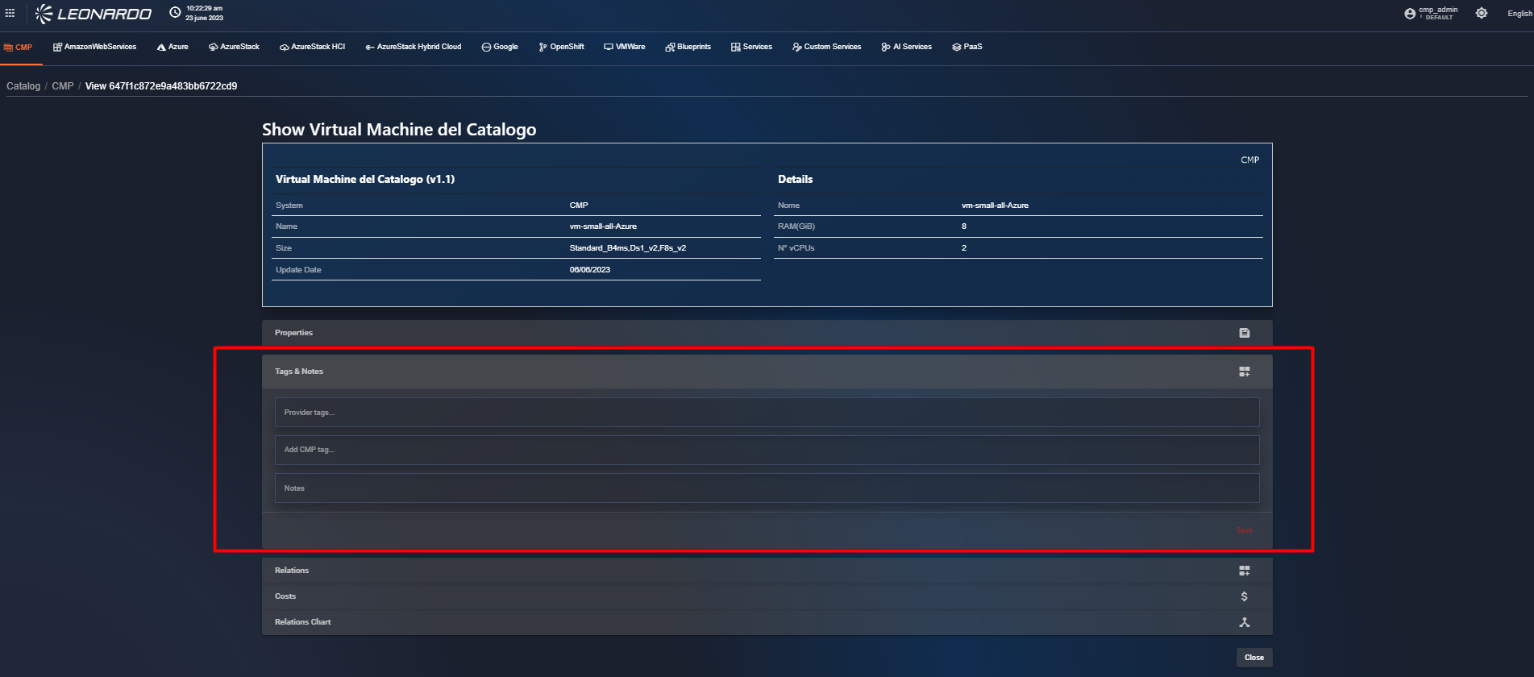 LEONARDO
10:22:29 am
23 june 2023
cmp_admin
DEFAULT
English
CMP AmazonWebServices Azure AzureStack AzureStack HCI AzureStack Hybrid Cloud Google OpenShift VMWare Blueprints Services Custom Services AI Services PaaS
Catalog / CMP / View 647f1c872e9a483bb6722cd9
Show Virtual Machine del Catalogo
CMP
Virtual Machine del Catalogo (v1.1)
System CMP
Name vm-small-all-Azure
Size Standard_B4ms,Ds1_v2,F8s_v2
Update Date 06/06/2023
Details
Nome vm-small-all-Azure
RAM(GiB) 8
N° vCPUs 2
Properties
Tags & Notes
Provider tags...
Add CMP tag...
Notes
Save
Relations
Costs
Relations Chart
Close